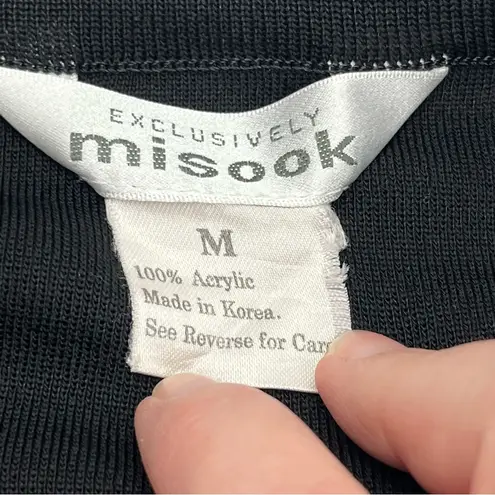 EXCLUSIVELY
misook
M
100% Acrylic
Made in Korea.
See Reverse for Car